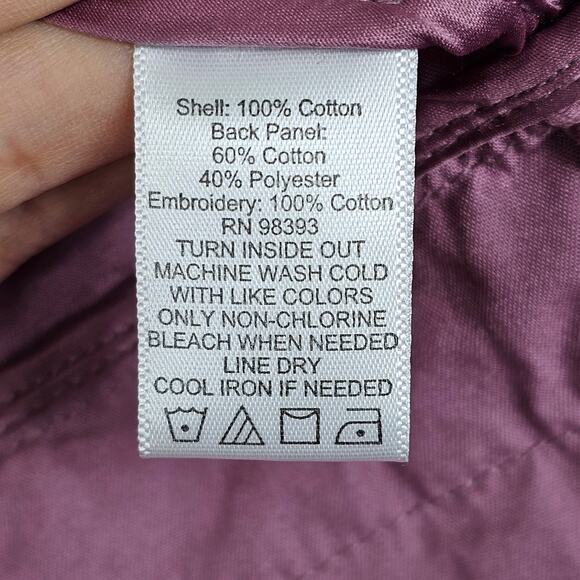 Shell: 100% Cotton
Back Panel:
60% Cotton
40% Polyester
Embroidery: 100% Cotton
RN 98393
TURN INSIDE OUT
MACHINE WASH COLD
WITH LIKE COLORS
ONLY NON-CHLORINE
BLEACH WHEN NEEDED
LINE DRY
COOL IRON IF NEEDED